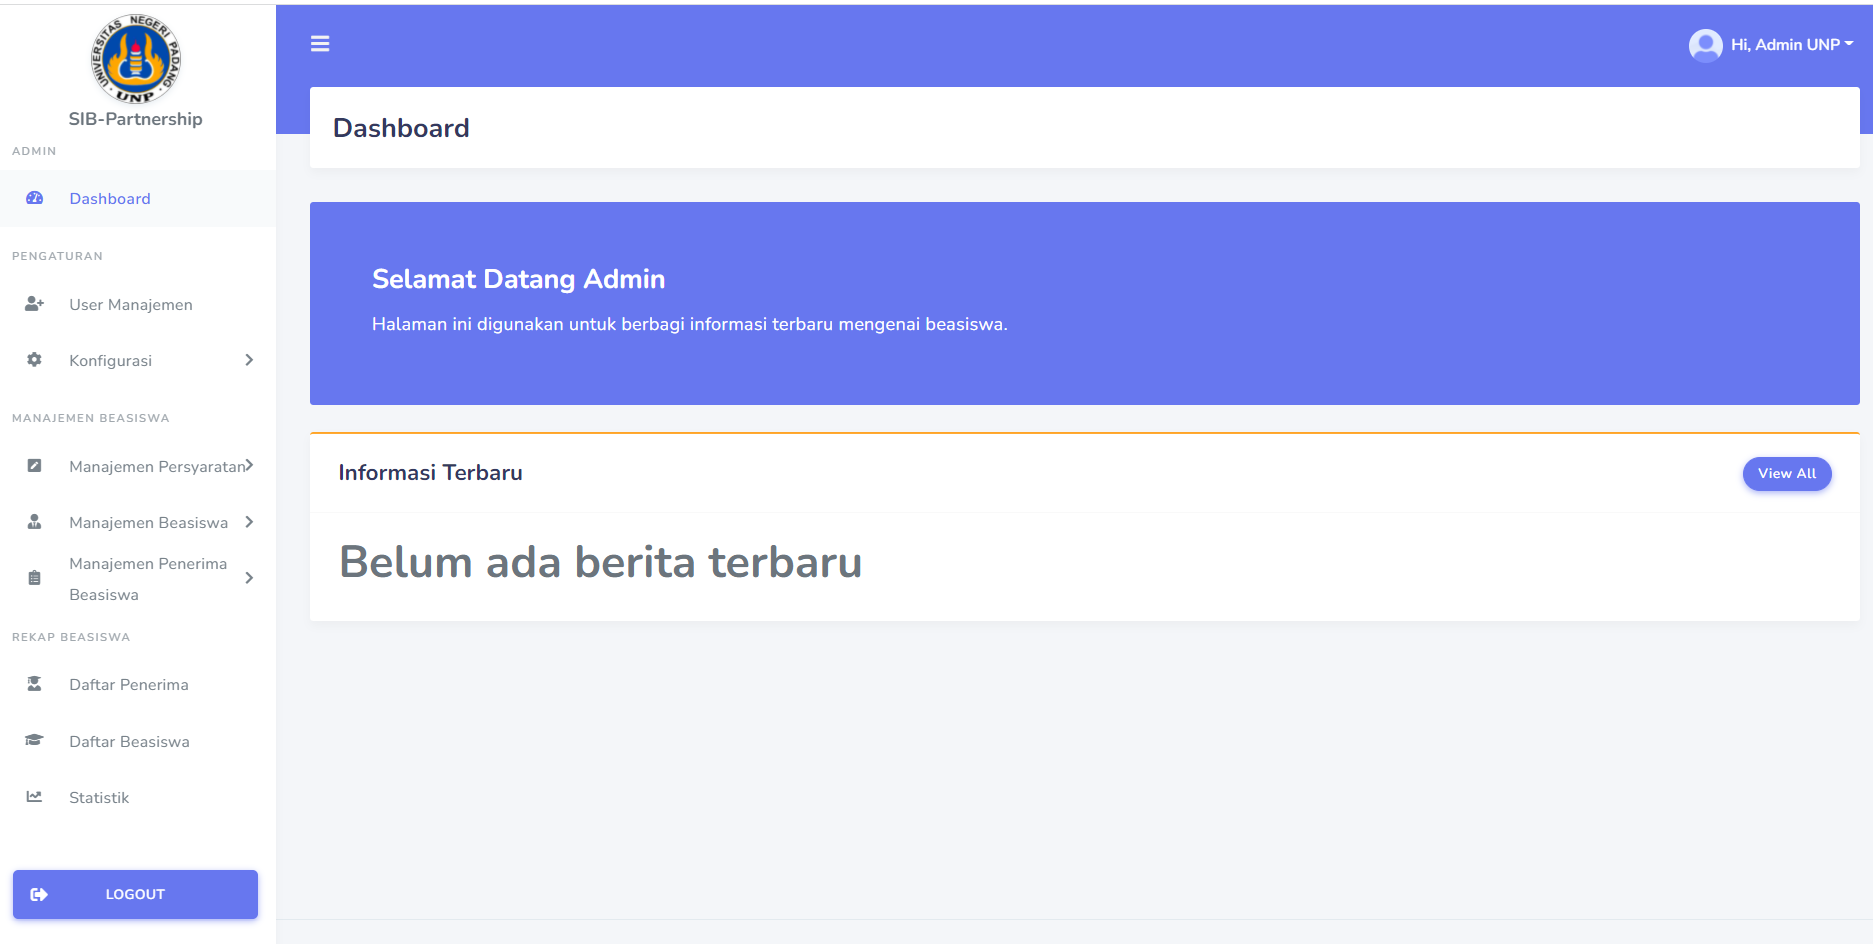 UNIVERSITAS NEGERI PADANG
UNP
SIB-Partnership
ADMIN
Dashboard
PENGATURAN
User Manajemen
Konfigurasi
MANAJEMEN BEASISWA
Manajemen Persyaratan
Manajemen Beasiswa
Manajemen Penerima
Beasiswa
REKAP BEASISWA
Daftar Penerima
Daftar Beasiswa
Statistik
LOGOUT
Hi, Admin UNP
Dashboard
Selamat Datang Admin
Halaman ini digunakan untuk berbagi informasi terbaru mengenai beasiswa.
Informasi Terbaru
View All
Belum ada berita terbaru